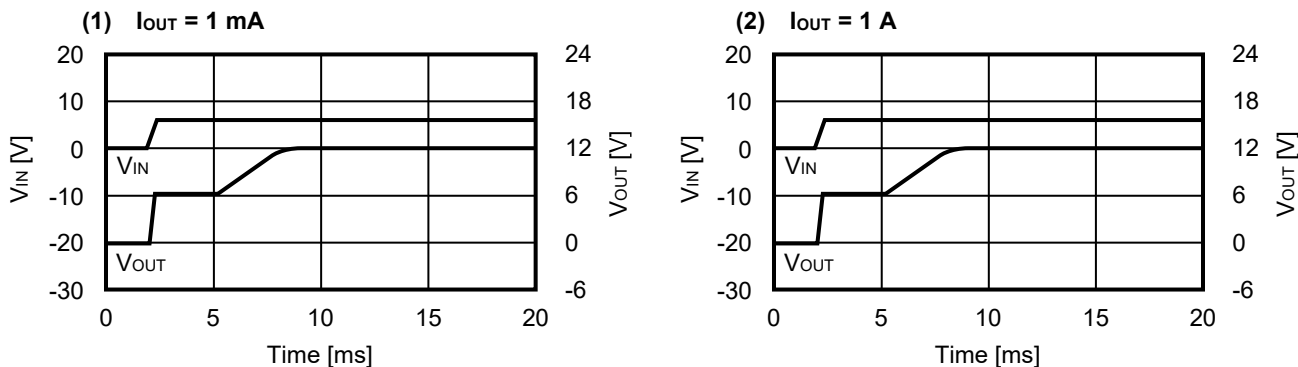 (1) IOUT = 1 mA
20
10
0
-10
-20
-30
VIN [V]
24
18
12
6
0
-6
VOUT [V]
VIN
VOUT
0 5 10 15 20
Time [ms]
(2) IOUT = 1 A
20
10
0
-10
-20
-30
VIN [V]
24
18
12
6
0
-6
VOUT [V]
VIN
VOUT
0 5 10 15 20
Time [ms]